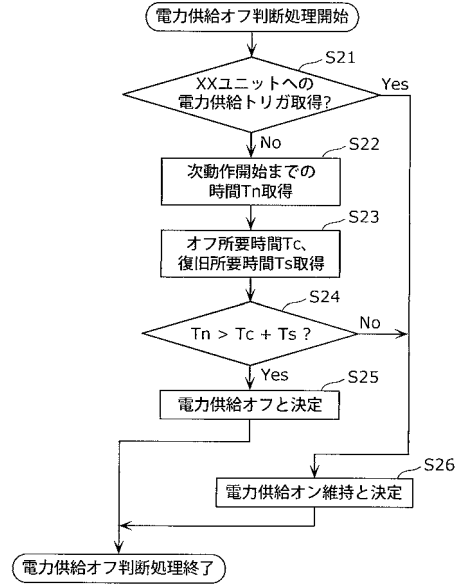 電力供給オフ判断処理開始
S21
XXユニットへの
電力供給トリガ取得?
Yes
No
S22
次動作開始までの
時間Tn取得
S23
オフ所要時間Tc、
復旧所要時間Ts取得
S24
Tn > Tc + Ts ?
No
Yes
S25
電力供給オフと決定
S26
電力供給オン維持と決定
電力供給オフ判断処理終了